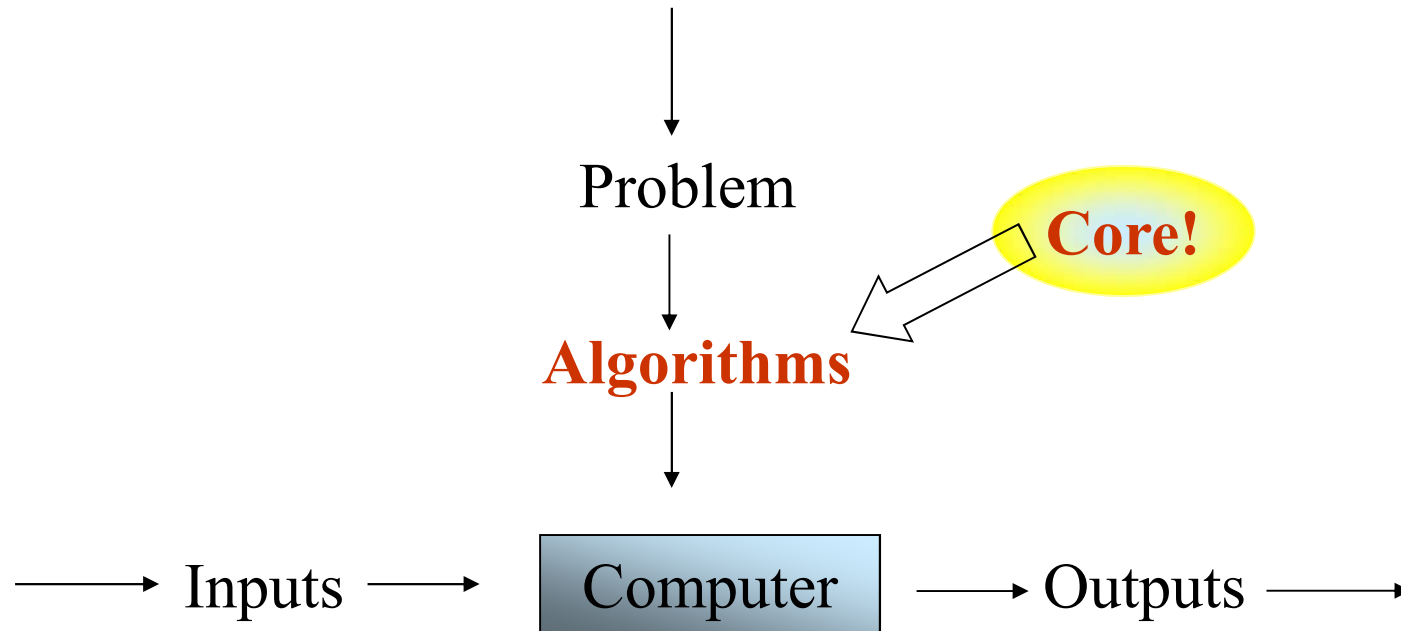 Problem
Core!
Algorithms
Inputs
Computer
Outputs